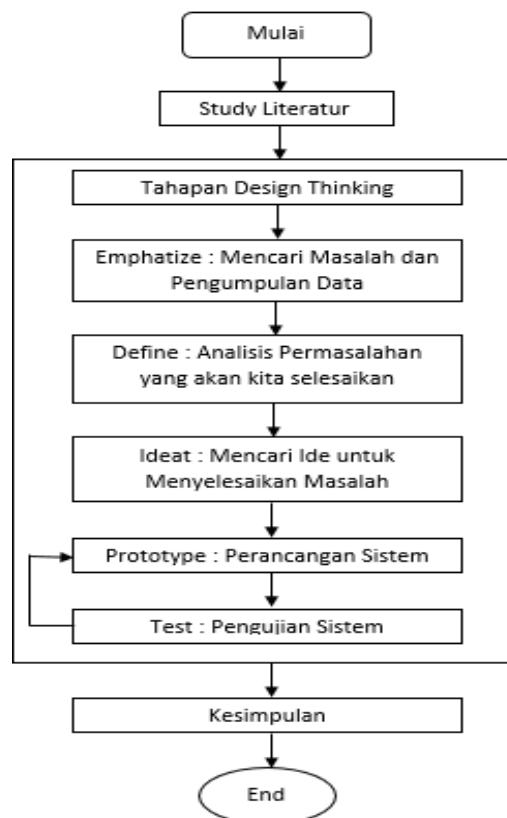 Mulai
Study Literatur
Tahapan Design Thinking
Emphatize : Mencari Masalah dan
Pengumpulan Data
Define : Analisis Permasalahan
yang akan kita selesaikan
Ideat : Mencari Ide untuk
Menyelesaikan Masalah
Prototype : Perancangan Sistem
Test : Pengujian Sistem
Kesimpulan
End